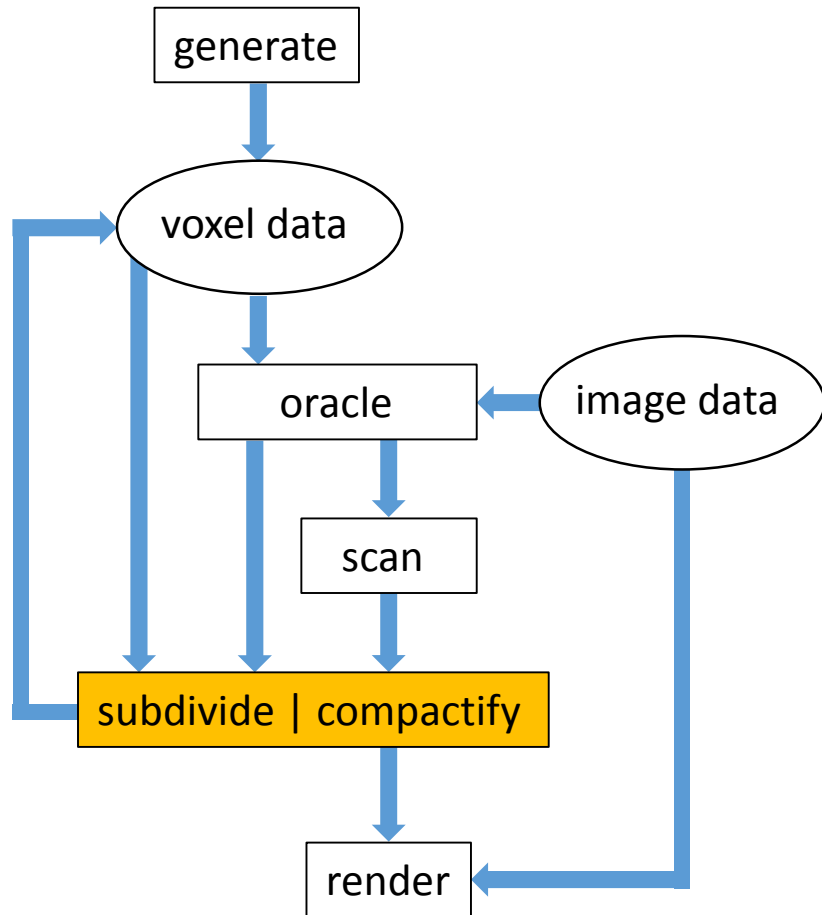 generate
voxel data
oracle
image data
scan
subdivide | compactify
render